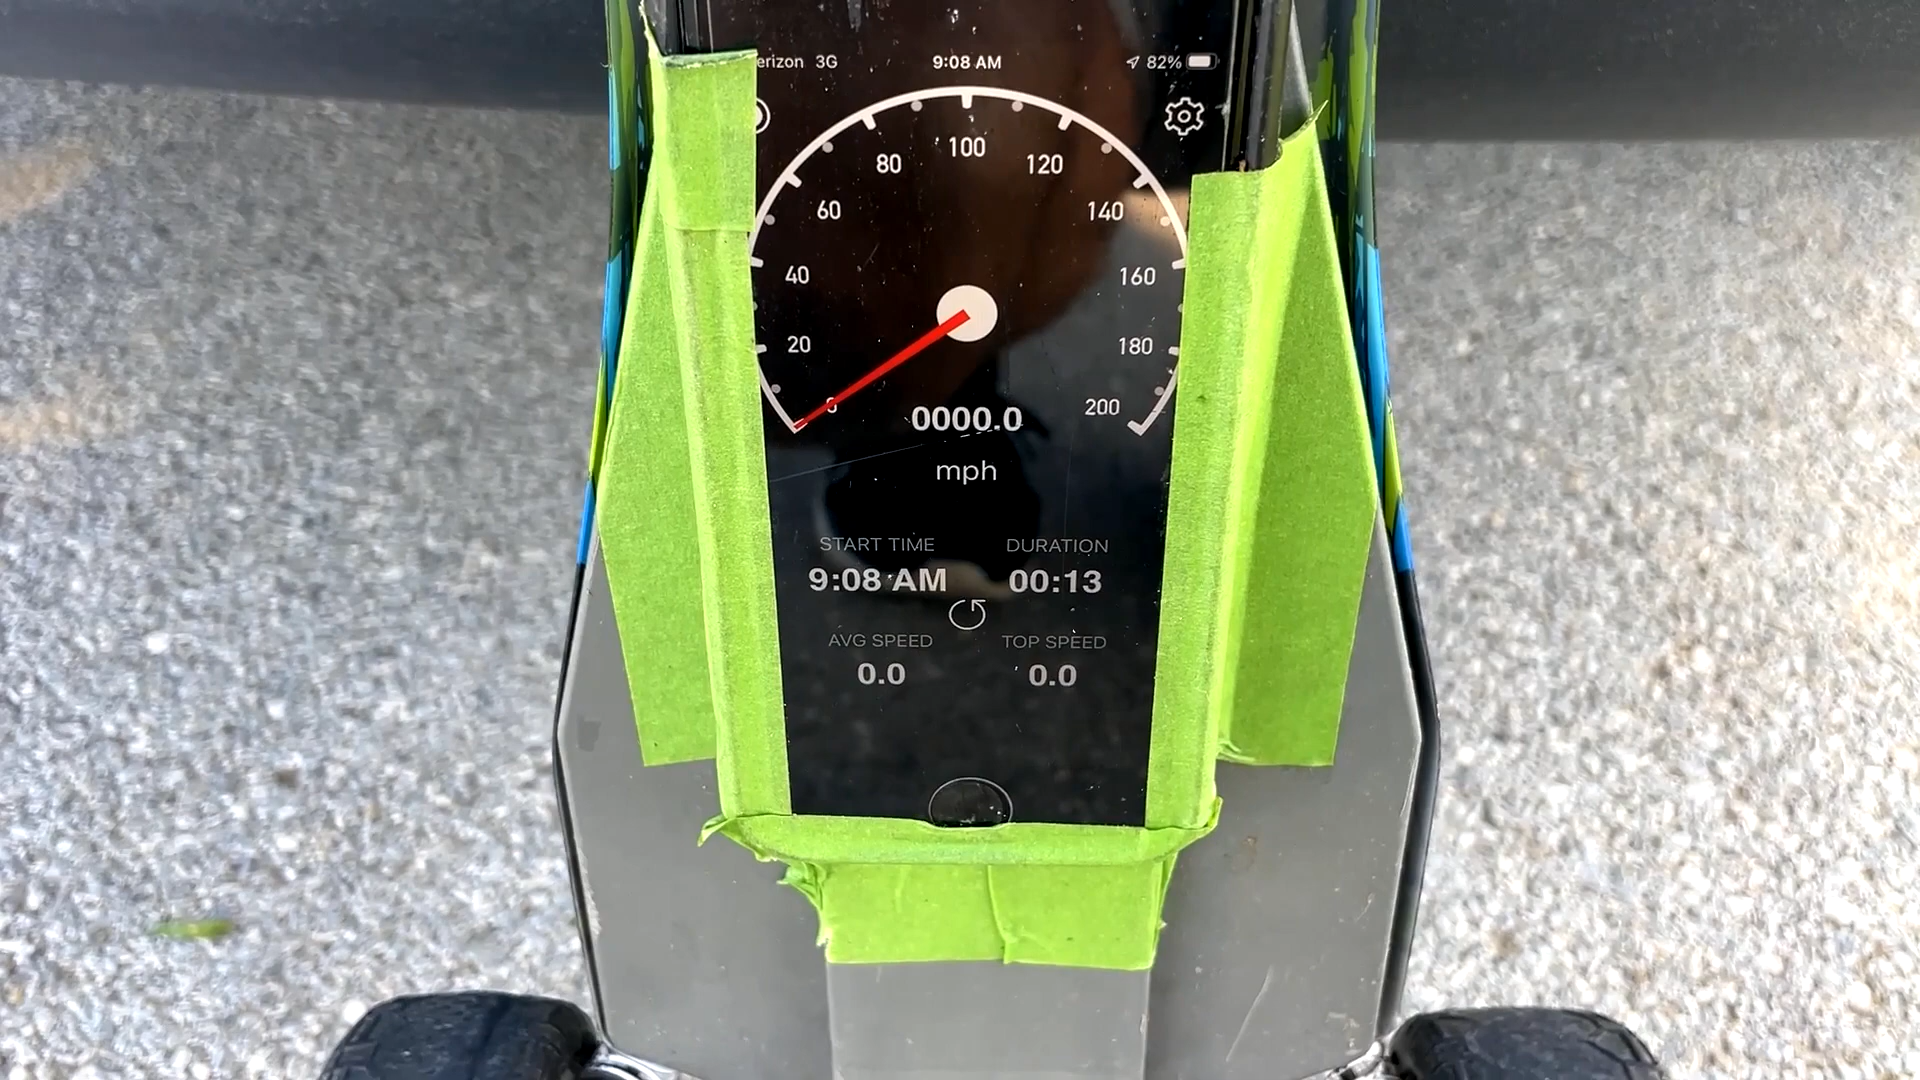 erizon 3G 9:08 AM 82%
100
80 120
60 140
40 160
20 180
0 200
0000.0
mph
START TIME DURATION
9:08 AM 00:13
AVG SPEED TOP SPEED
0.0 0.0